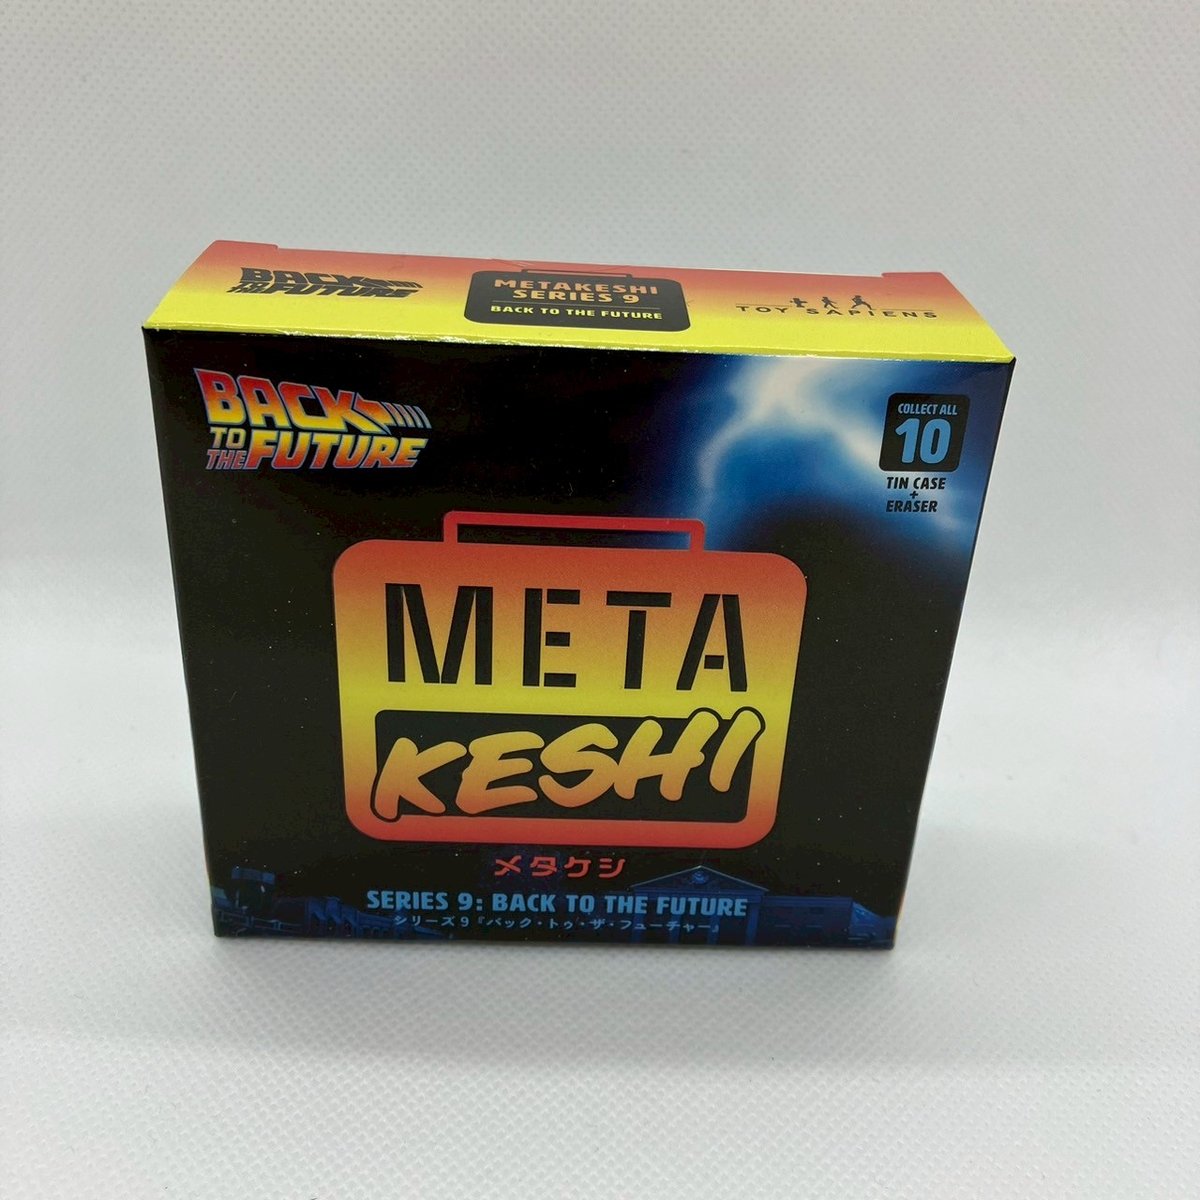 BACK
TO THE FUTURE
METAKESHI
SERIES 9
BACK TO THE FUTURE
TOY SAPIENS
BACK
TO THE FUTURE
COLLECT ALL
10
TIN CASE
+
ERASER
META
KESHI
メタケシ
SERIES 9: BACK TO THE FUTURE
シリーズ9『バック・トゥ・ザ・フューチャー』